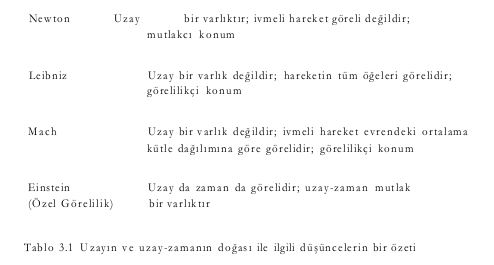 Newton Uzay bir varlıktır; ivmeli hareket göreli değildir;
mutlakcı konum
Leibniz Uzay bir varlık değildir; hareketin tüm öğeleri görelidir;
görelilikçi konum
Mach Uzay bir varlık değildir; ivmeli hareket evrendeki ortalama
kütle dağılımına göre görelidir; görelilikçi konum
Einstein Uzay da zaman da görelidir; uzay-zaman mutlak
(Özel Görelilik) bir varlıktır
Tablo 3.1 Uzayın ve uzay-zamanın doğası ile ilgili düşüncelerin bir özeti